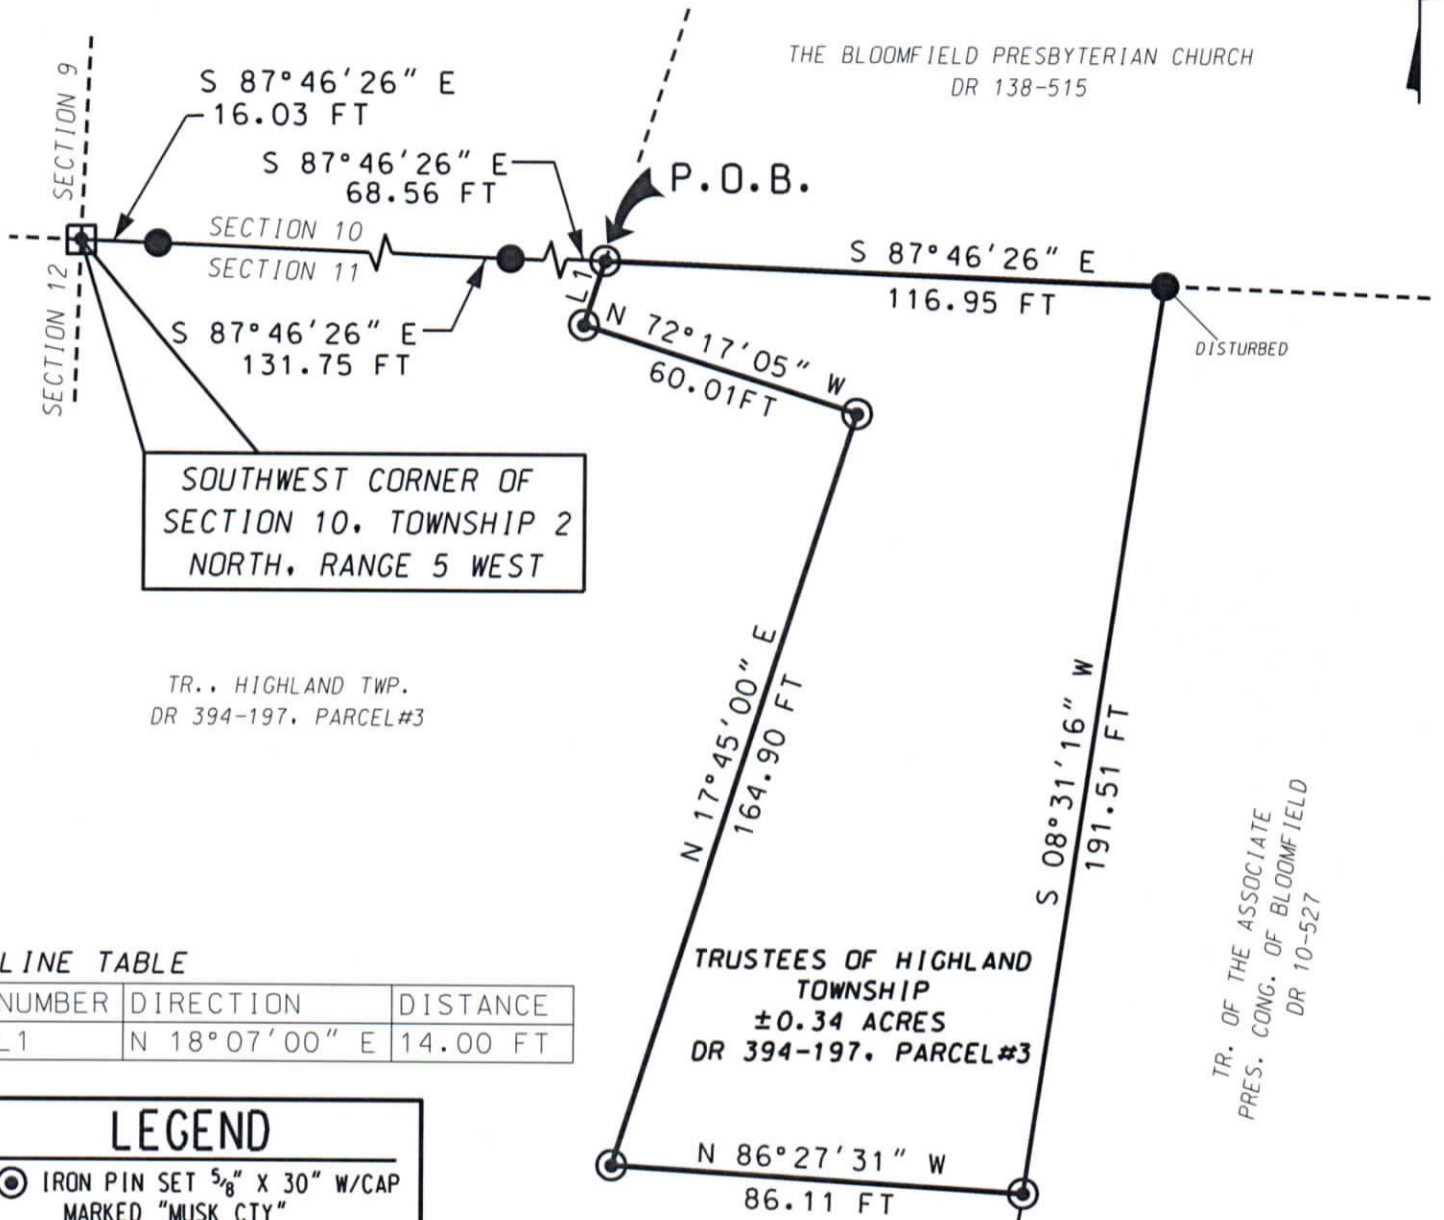 THE BLOOMFIELD PRESBYTERIAN CHURCH
DR 138-515
SECTION 9
S 87°46'26" E
16.03 FT
S 87°46'26" E
68.56 FT
P.O.B.
SECTION 10
SECTION 11
SECTION 12
S 87°46'26" E
131.75 FT
L1
S 87°46'26" E
116.95 FT
DISTURBED
N 72°17'05" W
60.01FT
SOUTHWEST CORNER OF
SECTION 10, TOWNSHIP 2
NORTH, RANGE 5 WEST
TR., HIGHLAND TWP.
DR 394-197, PARCEL#3
N 17°45'00" E
164.90 FT
S 08°31'16" W
191.51 FT
TR. OF THE ASSOCIATE
PRES. CONG. OF BLOOMFIELD
DR 10-527
TRUSTEES OF HIGHLAND
TOWNSHIP
±0.34 ACRES
DR 394-197, PARCEL#3
LINE TABLE
NUMBER DIRECTION DISTANCE
L1 N 18°07'00" E 14.00 FT
LEGEND
IRON PIN SET 5/8" X 30" W/CAP
MARKED "MUSK CTY"
N 86°27'31" W
86.11 FT